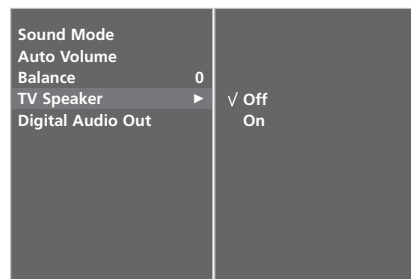 Sound Mode
Auto Volume
Balance 0
TV Speaker ►
Digital Audio Out
√ Off
On